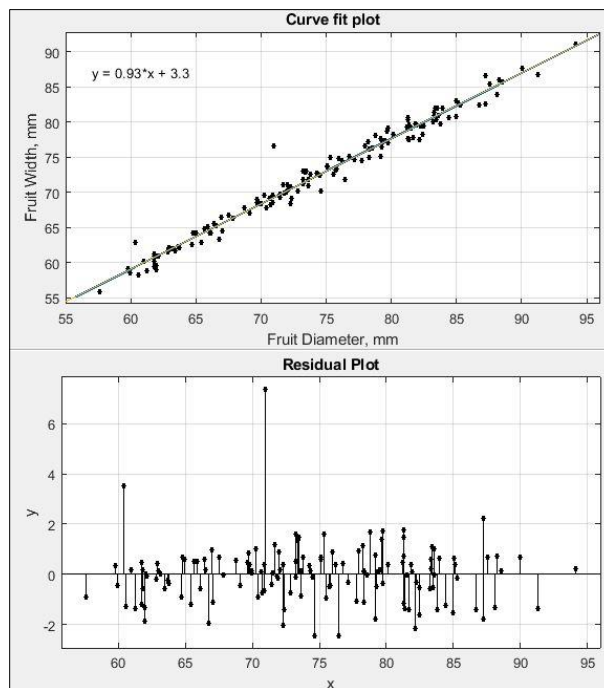 Curve fit plot
y = 0.93*x + 3.3
Fruit Width, mm
90
85
80
75
70
65
60
55
55 60 65 70 75 80 85 90 95
Fruit Diameter, mm
Residual Plot
y
6
4
2
0
-2
60 65 70 75 80 85 90
x